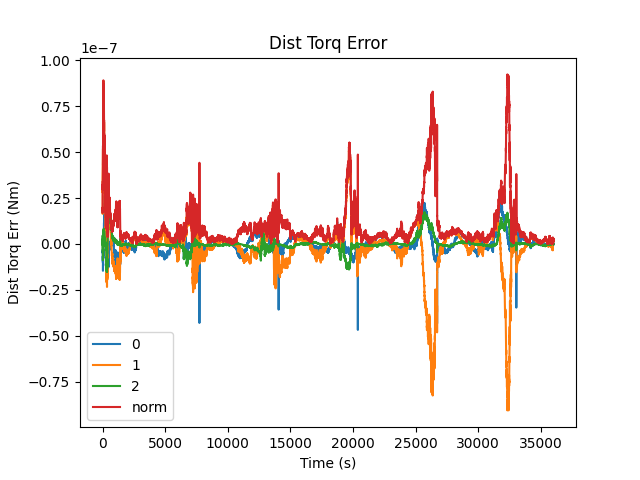 Dist Torq Error
1e−7
1.00
0.75
0.50
0.25
0.00
−0.25
−0.50
−0.75
Dist Torq Err (Nm)
0
1
2
norm
0 5000 10000 15000 20000 25000 30000 35000
Time (s)